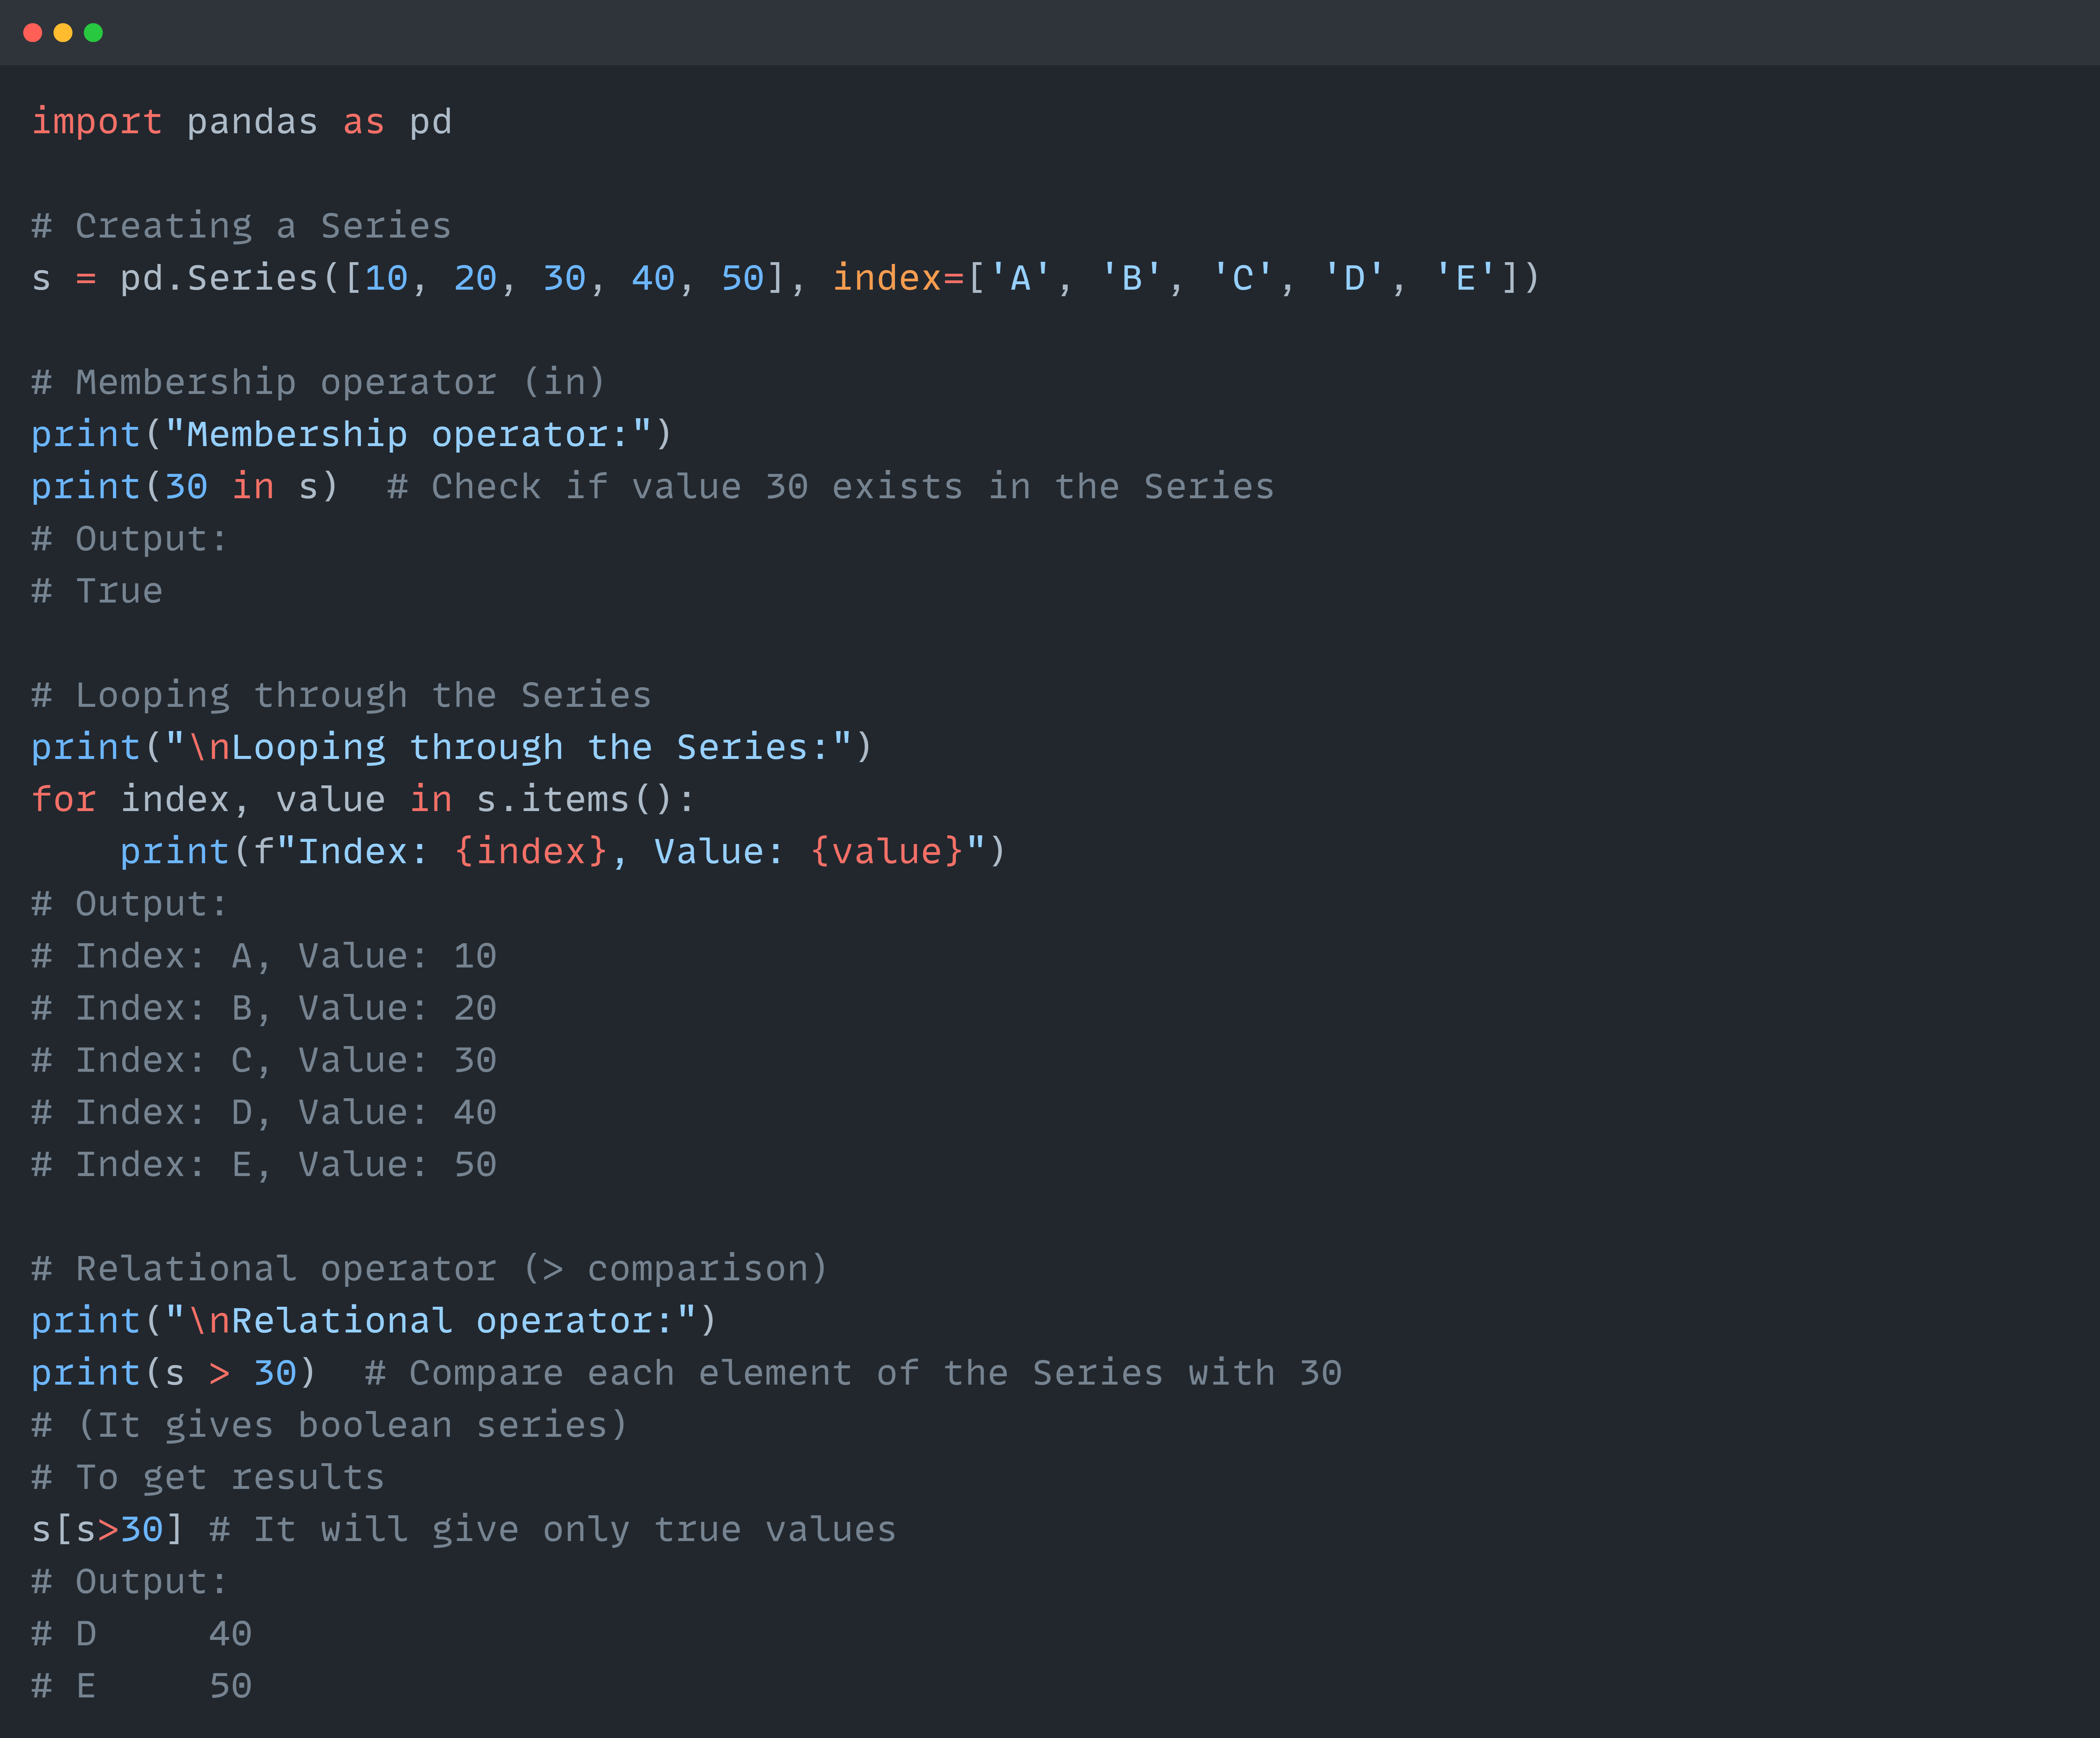 import pandas as pd
# Creating a Series
s = pd.Series([10, 20, 30, 40, 50], index=['A', 'B', 'C', 'D', 'E'])
# Membership operator (in)
print("Membership operator:")
print(30 in s)  # Check if value 30 exists in the Series
# Output:
# True
# Looping through the Series
print("\nLooping through the Series:")
for index, value in s.items():
    print(f"Index: {index}, Value: {value}")
# Output:
# Index: A, Value: 10
# Index: B, Value: 20
# Index: C, Value: 30
# Index: D, Value: 40
# Index: E, Value: 50
# Relational operator (> comparison)
print("\nRelational operator:")
print(s > 30)  # Compare each element of the Series with 30
# (It gives boolean series)
# To get results
s[s>30] # It will give only true values
# Output:
# D     40
# E     50